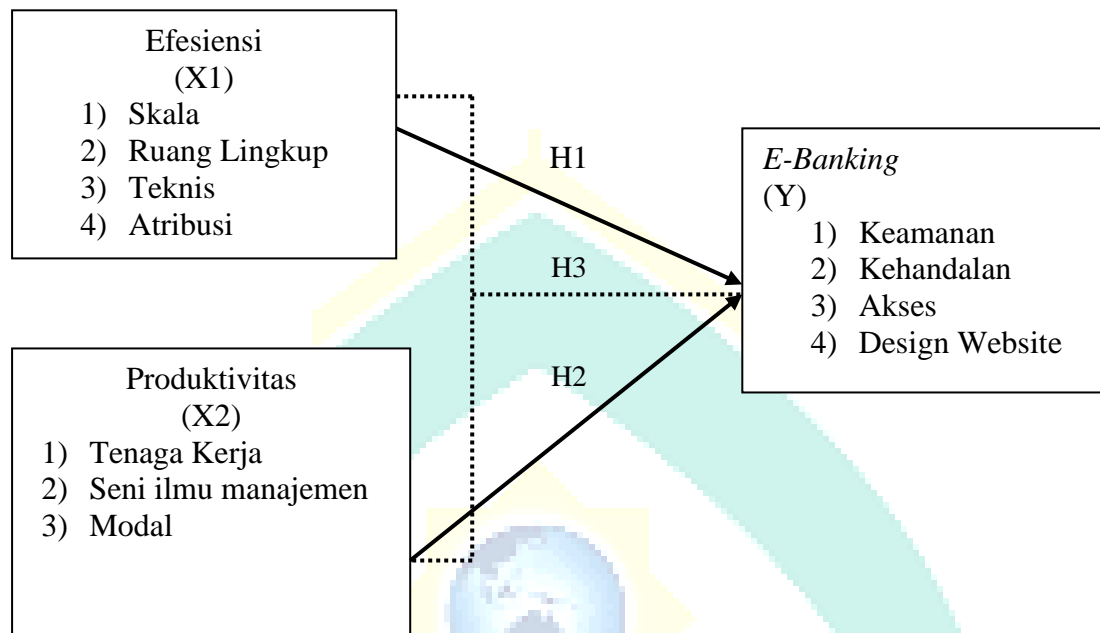 Efesiensi
(X1)
1) Skala
2) Ruang Lingkup
3) Teknis
4) Atribusi
H1
E-Banking
(Y)
1) Keamanan
2) Kehandalan
3) Akses
4) Design Website
H3
Produktivitas
(X2)
1) Tenaga Kerja
2) Seni ilmu manajemen
3) Modal
H2